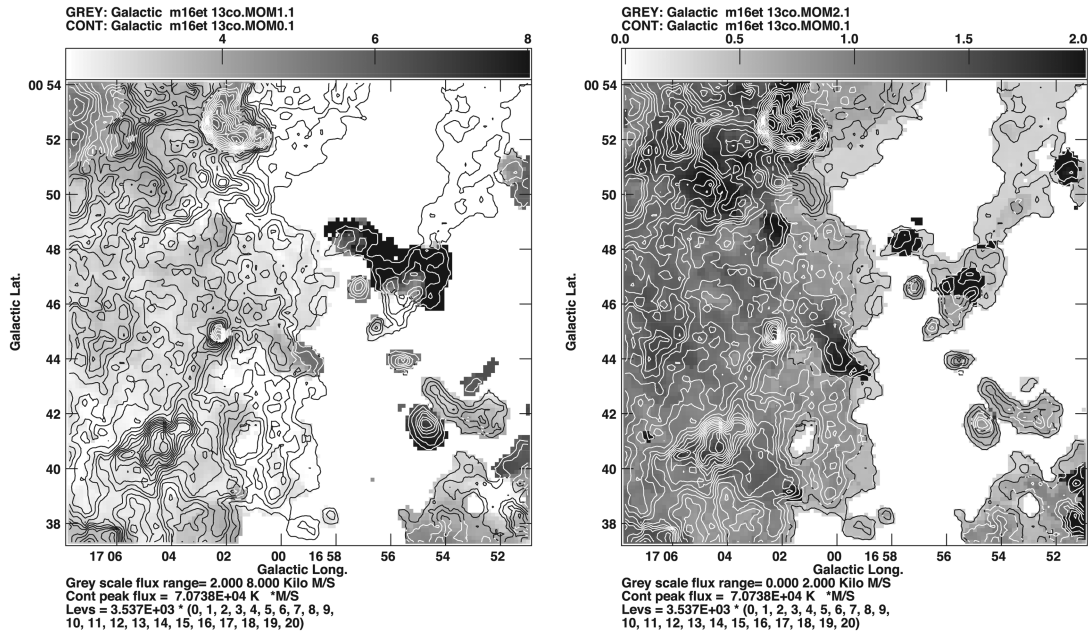 GREY: Galactic m16et 13co.MOM1.1
CONT: Galactic m16et 13co.MOM0.1
4 6 8
00 54
52
50
48
46
44
42
40
38
Galactic Lat.
17 06 04 02 00 16 58 56 54 52
Galactic Long.
Grey scale flux range= 2.000 8.000 Kilo M/S
Cont peak flux = 7.0738E+04 K *M/S
Levs = 3.537E+03 * (0, 1, 2, 3, 4, 5, 6, 7, 8, 9,
10, 11, 12, 13, 14, 15, 16, 17, 18, 19, 20)
GREY: Galactic m16et 13co.MOM2.1
CONT: Galactic m16et 13co.MOM0.1
0.0 0.5 1.0 1.5 2.0
00 54
52
50
48
46
44
42
40
38
Galactic Lat.
17 06 04 02 00 16 58 56 54 52
Galactic Long.
Grey scale flux range= 0.000 2.000 Kilo M/S
Cont peak flux = 7.0738E+04 K *M/S
Levs = 3.537E+03 * (0, 1, 2, 3, 4, 5, 6, 7, 8, 9,
10, 11, 12, 13, 14, 15, 16, 17, 18, 19, 20)